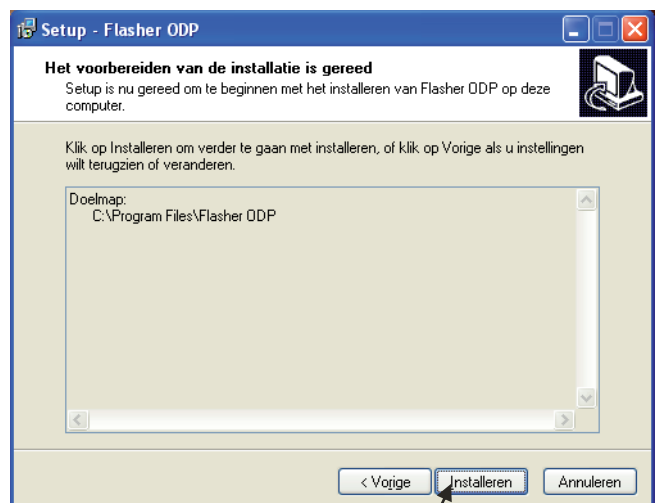 Setup - Flasher ODP
Het voorbereiden van de installatie is gereed
Setup is nu gereed om te beginnen met het installeren van Flasher ODP op deze
computer.
Klik op Installeren om verder te gaan met installeren, of klik op Vorige als u instellingen
wilt terugzien of veranderen.
Doelmap:
C:\Program Files\Flasher ODP
< Vorige
Installeren
Annuleren